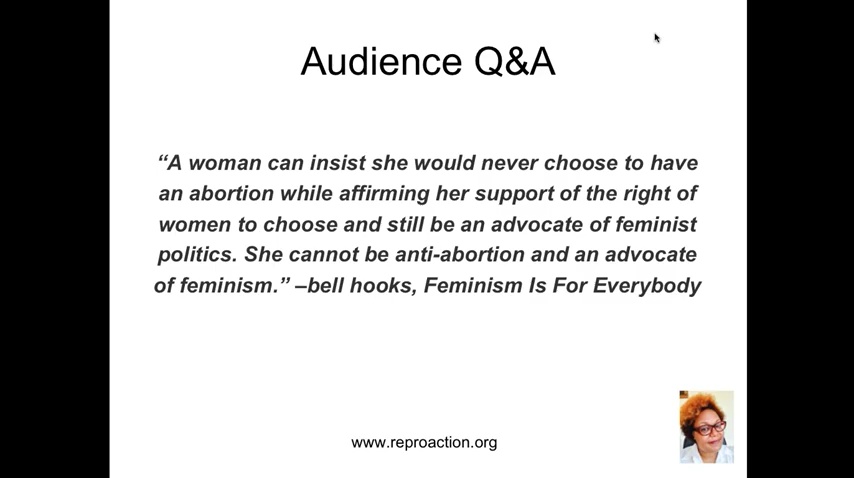 Audience Q&A
“A woman can insist she would never choose to have
an abortion while affirming her support of the right of
women to choose and still be an advocate of feminist
politics. She cannot be anti-abortion and an advocate
of feminism.” –bell hooks, Feminism Is For Everybody
www.reproaction.org